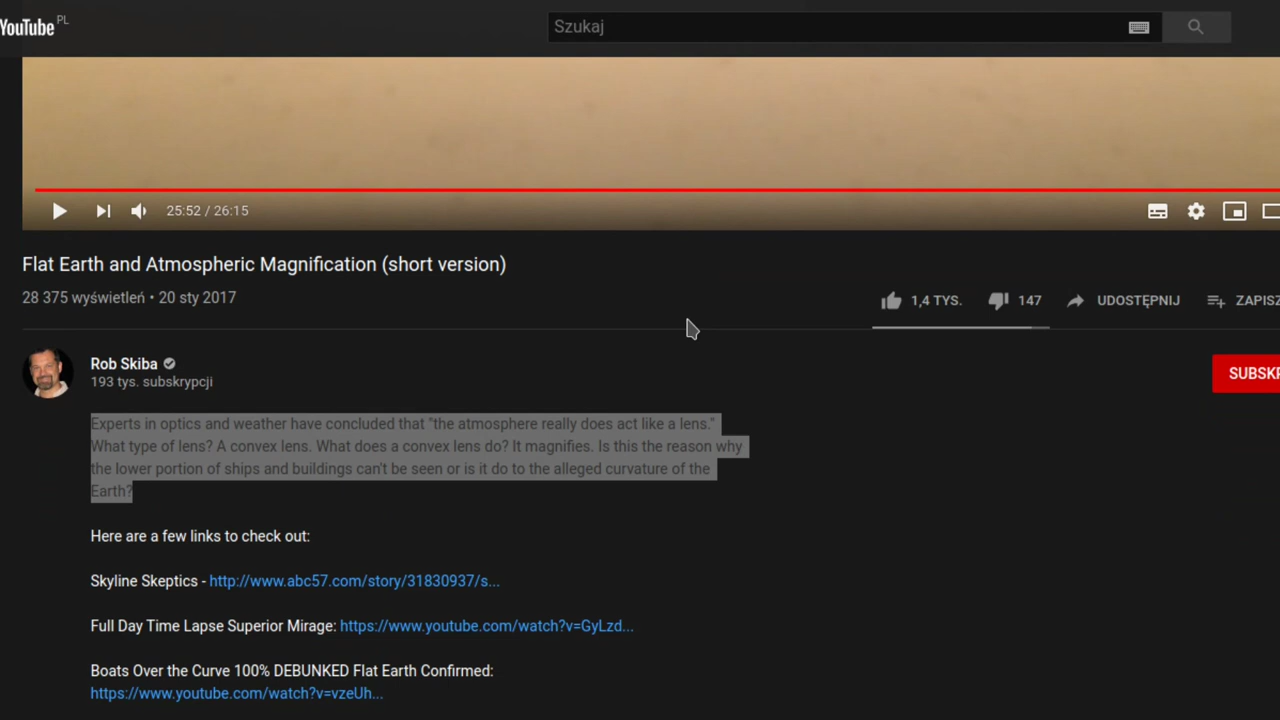 YouTube PL
Szukaj
25:52 / 26:15
Flat Earth and Atmospheric Magnification (short version)
28 375 wyświetleń • 20 sty 2017
1,4 TYS.
147
UDOSTĘPNIJ
ZAPISZ
Rob Skiba
193 tys. subskrypcji
SUBSKR
Experts in optics and weather have concluded that "the atmosphere really does act like a lens."
What type of lens? A convex lens. What does a convex lens do? It magnifies. Is this the reason why
the lower portion of ships and buildings can't be seen or is it do to the alleged curvature of the
Earth?
Here are a few links to check out:
Skyline Skeptics - http://www.abc57.com/story/31830937/s...
Full Day Time Lapse Superior Mirage: https://www.youtube.com/watch?v=GyLzd...
Boats Over the Curve 100% DEBUNKED Flat Earth Confirmed:
https://www.youtube.com/watch?v=vzeUh...